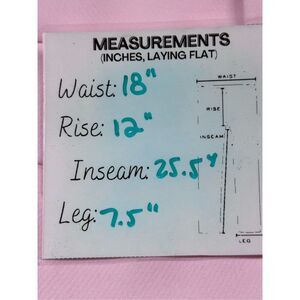 MEASUREMENTS
(INCHES, LAYING FLAT)
WAIST
Waist: 18"
RISE
Rise: 12"
INSEAM
Inseam: 25.5"
Leg: 7.5"
LEG